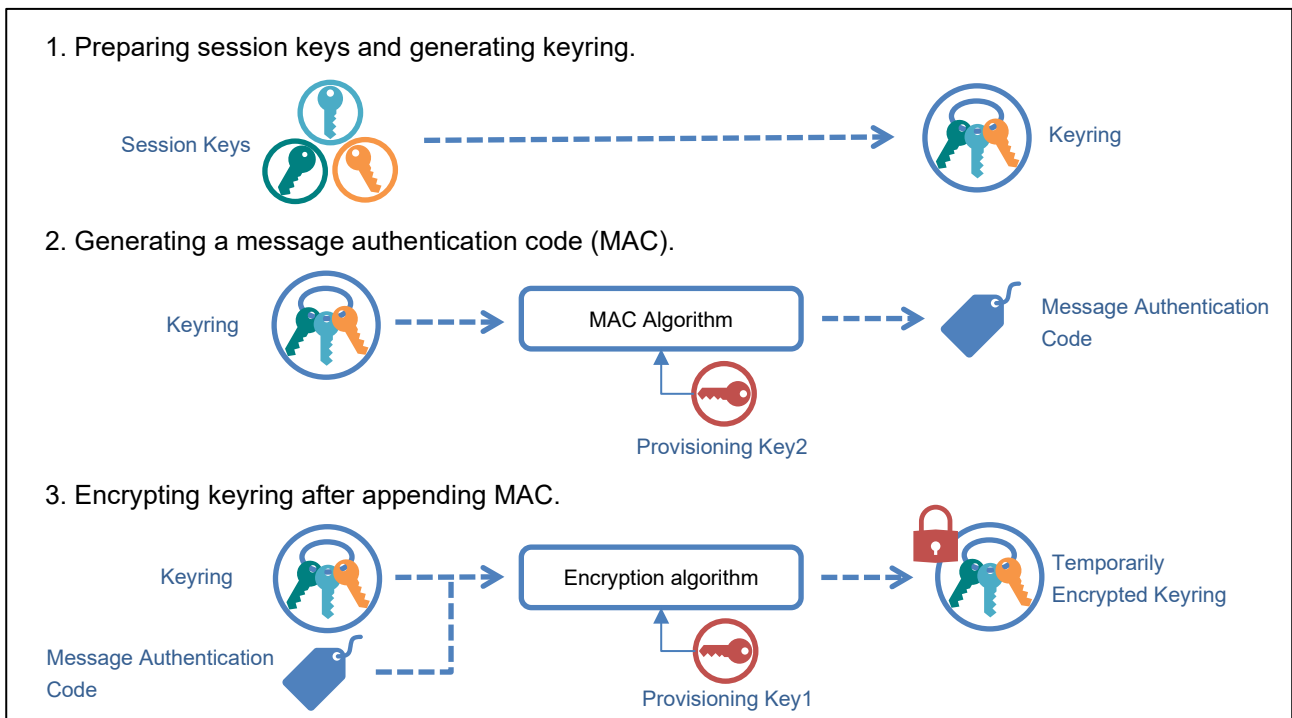 1. Preparing session keys and generating keyring.
Session Keys
Keyring
2. Generating a message authentication code (MAC).
Keyring
MAC Algorithm
Message Authentication
Code
Provisioning Key2
3. Encrypting keyring after appending MAC.
Keyring
Encryption algorithm
Temporarily
Encrypted Keyring
Message Authentication
Code
Provisioning Key1